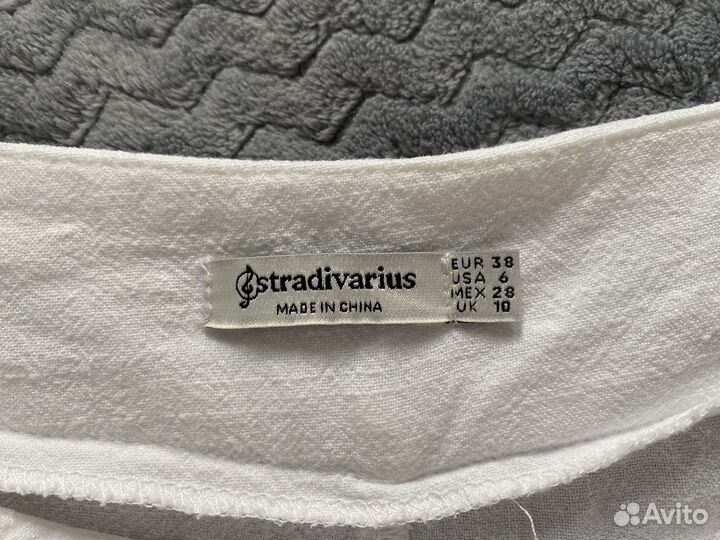 stradivarius
MADE IN CHINA
EUR 38
USA 6
MEX 28
UK 10
Avito